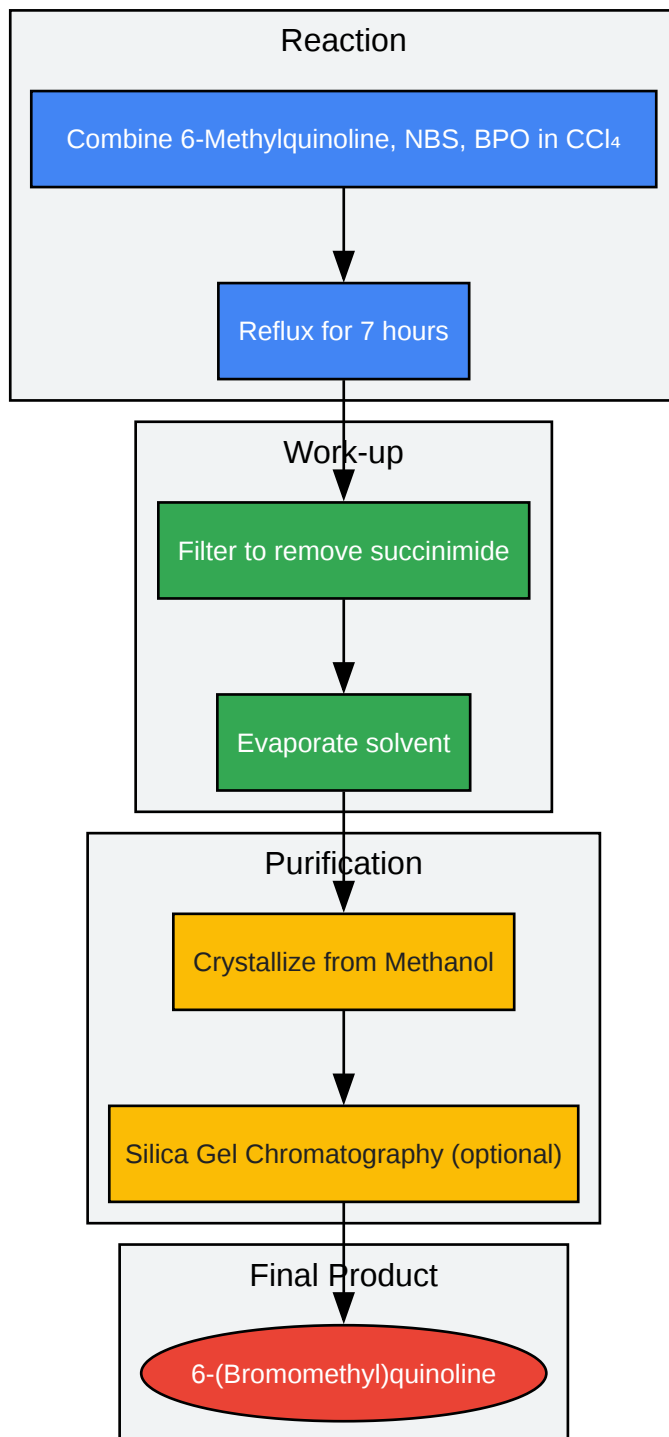 Reaction
Combine 6-Methylquinoline, NBS, BPO in CCl₄
Reflux for 7 hours
Work-up
Filter to remove succinimide
Evaporate solvent
Purification
Crystallize from Methanol
Silica Gel Chromatography (optional)
Final Product
6-(Bromomethyl)quinoline